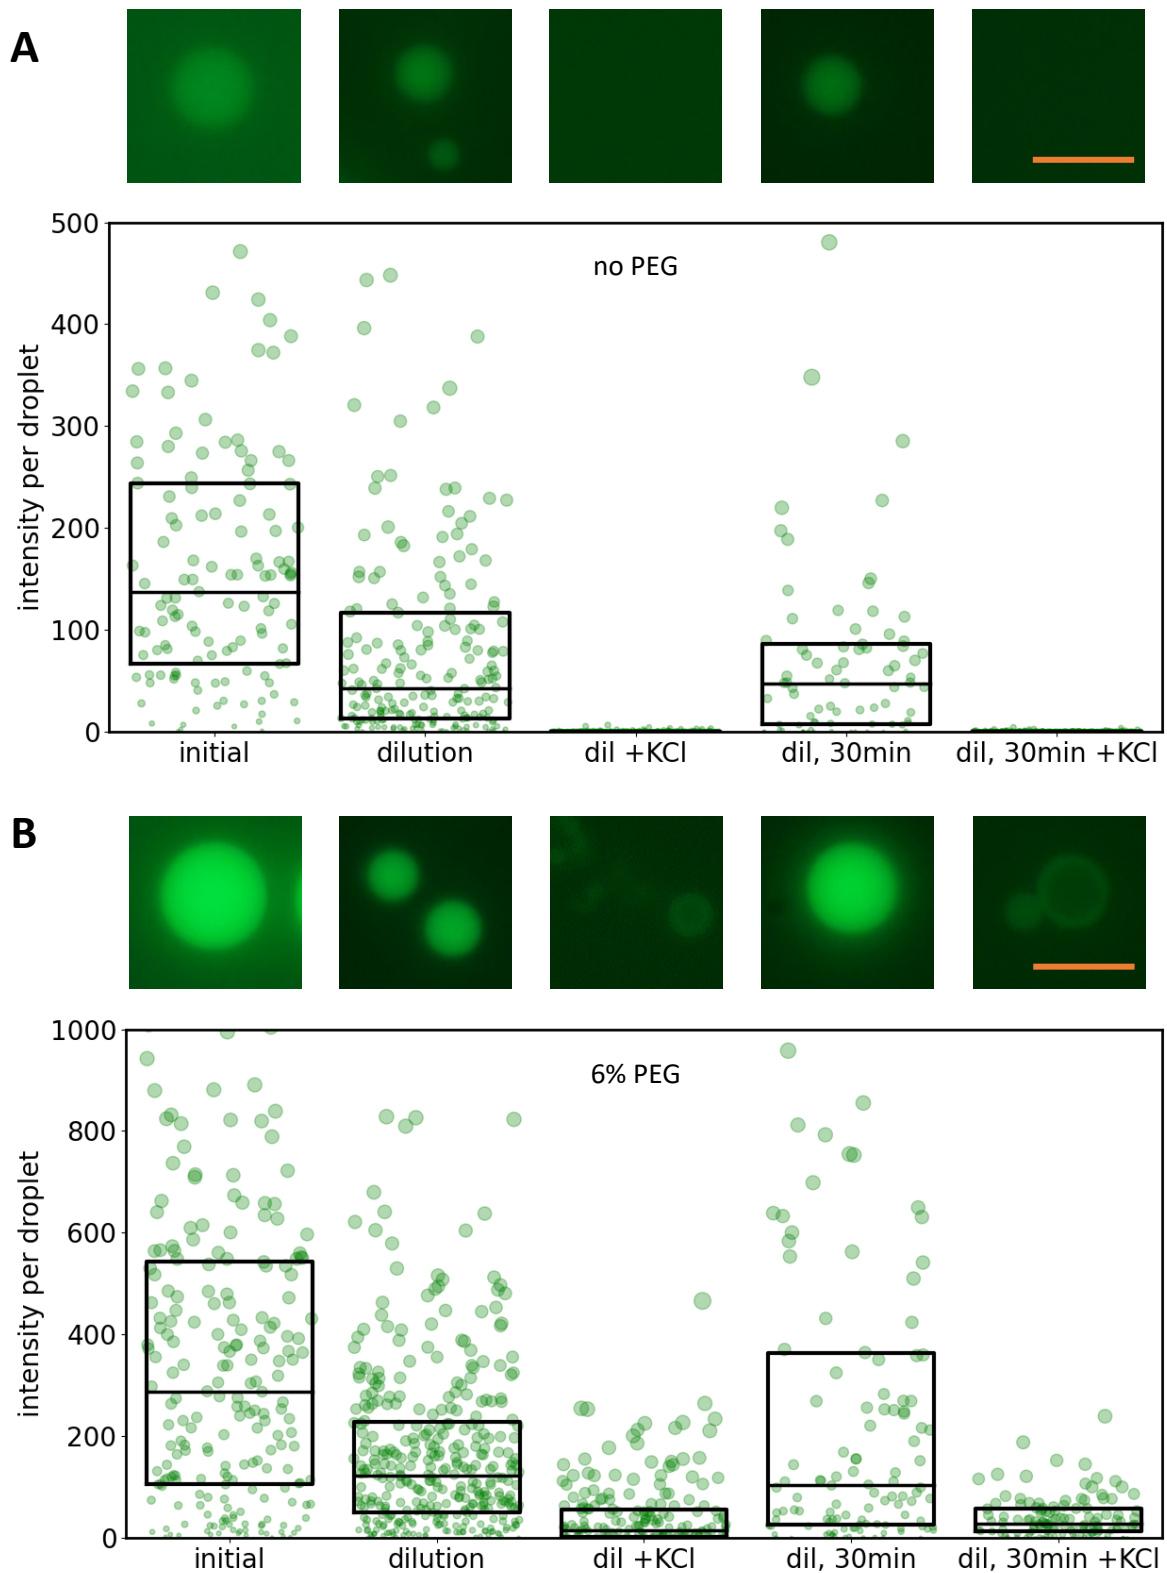 A
500
400
300
200
100
0
intensity per droplet
no PEG
initial dilution dil +KCl dil, 30min dil, 30min +KCl
B
1000
800
600
400
200
0
intensity per droplet
6% PEG
initial dilution dil +KCl dil, 30min dil, 30min +KCl